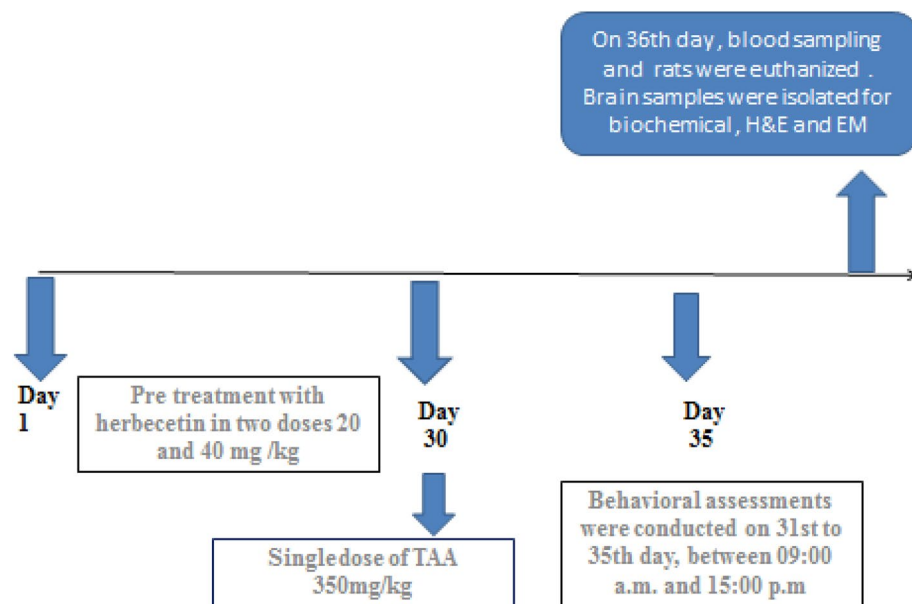 On 36th day, blood sampling
and rats were euthanized .
Brain samples were isolated for
biochemical, H&E and EM
Day
1
Pre treatment with
herbecetin in two doses 20
and 40 mg /kg
Day
30
Day
35
Single dose of TAA
350mg/kg
Behavioral assessments
were conducted on 31st to
35th day, between 09:00
a.m. and 15:00 p.m